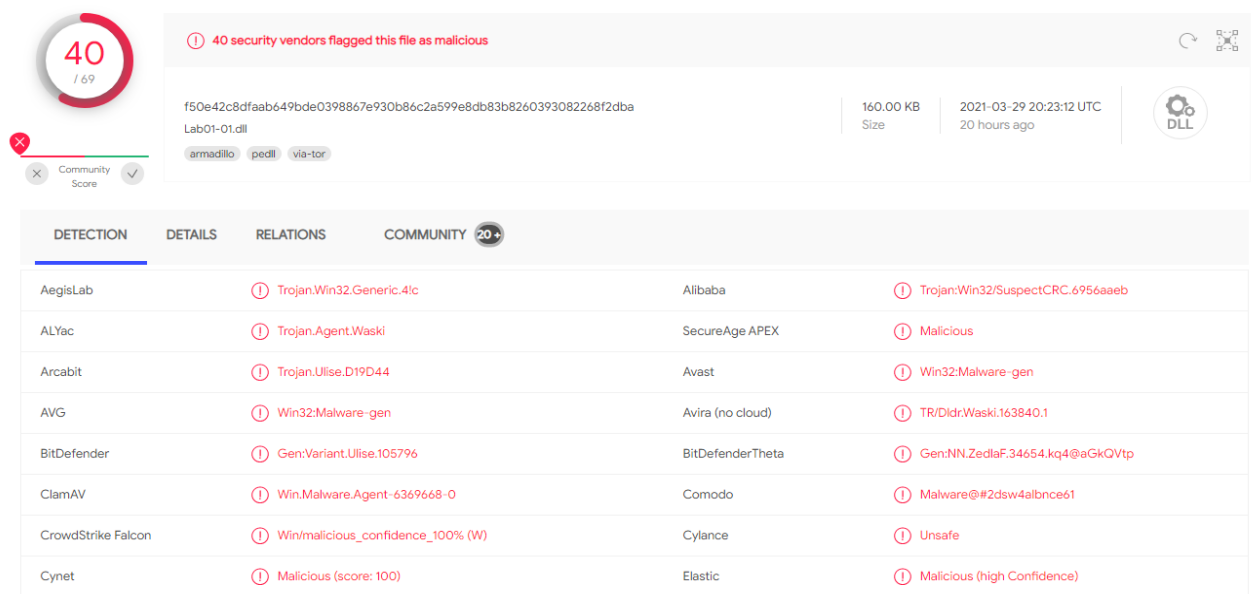 40
/ 69
40 security vendors flagged this file as malicious
f50e42c8dfaab649bde0398867e930b86c2a599e8db83b8260393082268f2dba
Lab01-01.dll
armadillo pedll via-tor
160.00 KB
Size
2021-03-29 20:23:12 UTC
20 hours ago
DLL
Community
Score
DETECTION DETAILS RELATIONS COMMUNITY 20+
AegisLab Trojan.Win32.Generic.4!c Alibaba Trojan:Win32/SuspectCRC.6956aaeb
ALYac Trojan.Agent.Waski SecureAge APEX Malicious
Arcabit Trojan.Ulise.D19D44 Avast Win32:Malware-gen
AVG Win32:Malware-gen Avira (no cloud) TR/Dldr.Waski.163840.1
BitDefender Gen:Variant.Ulise.105796 BitDefenderTheta Gen:NN.ZedlaF.34654.kq4@aGkQVtp
ClamAV Win.Malware.Agent-6369668-0 Comodo Malware@#2dsw4albnce61
CrowdStrike Falcon Win/malicious_confidence_100% (W) Cylance Unsafe
Cynet Malicious (score: 100) Elastic Malicious (high Confidence)